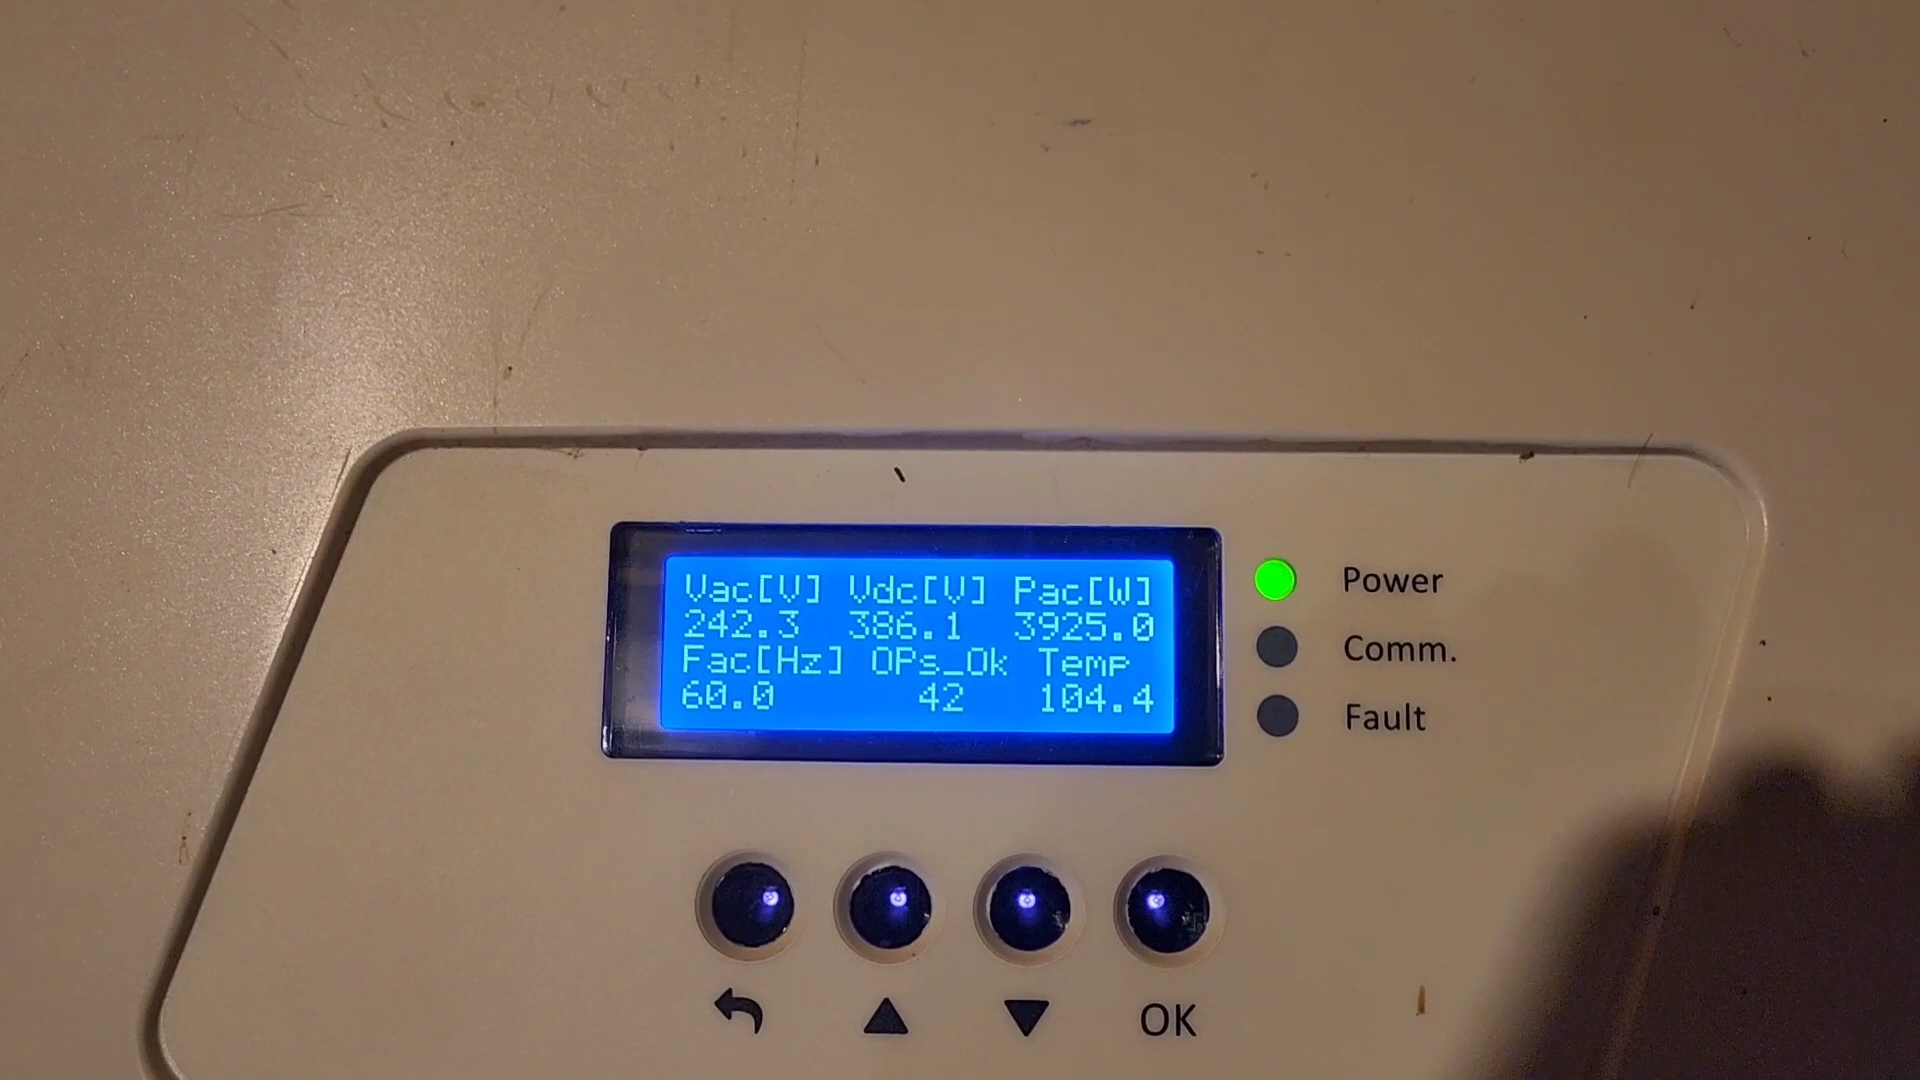 Vac[V] Vdc[V] Pac[W]
242.3 386.1 3925.0
Fac[Hz] OPs_Ok Temp
60.0 42 104.4
Power
Comm.
Fault
OK